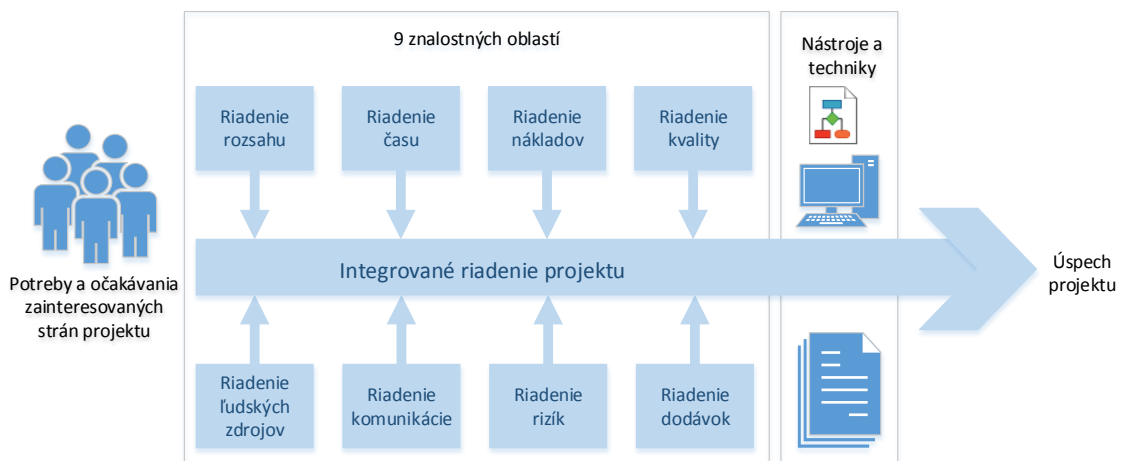 9 znalostných oblastí
Nástroje a
techniky
Riadenie
rozsahu
Riadenie
času
Riadenie
nákladov
Riadenie
kvality
Potreby a očakávania
zainteresovaných
strán projektu
Integrované riadenie projektu
Úspech
projektu
Riadenie
ľudských
zdrojov
Riadenie
komunikácie
Riadenie
rizík
Riadenie
dodávok